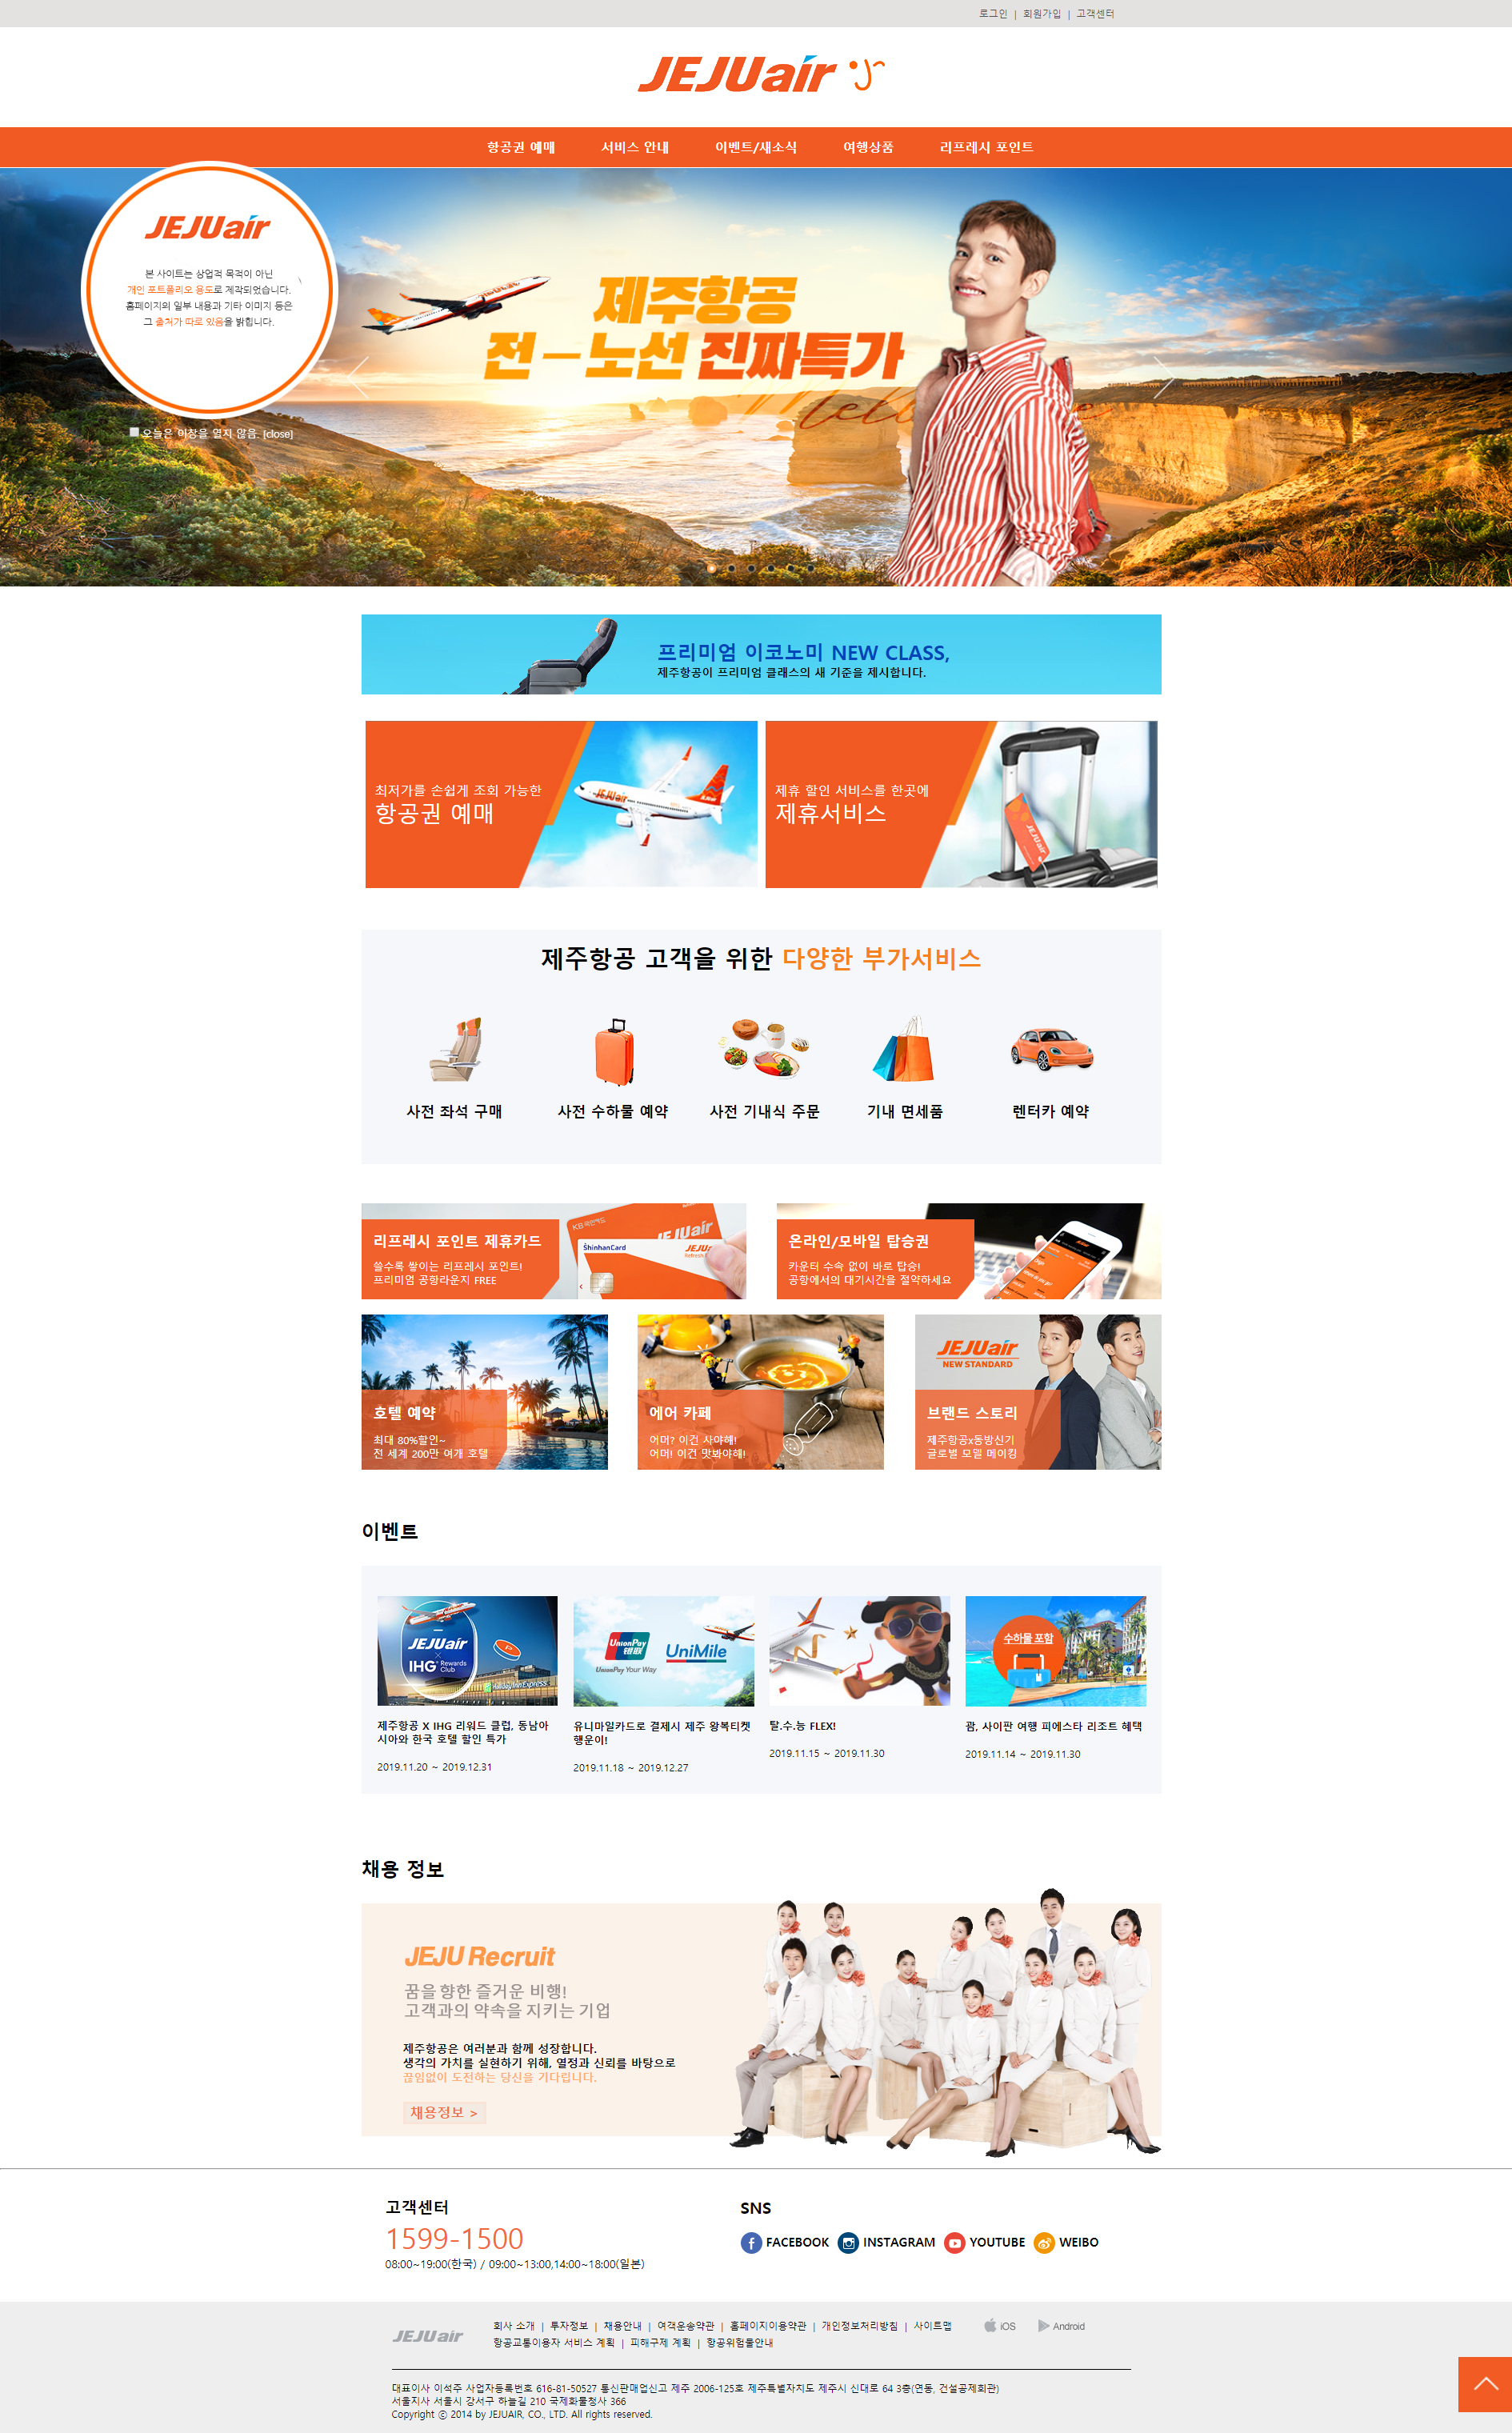 로그인 | 회원가입 | 고객센터
JEJUair
항공권 예매 서비스 안내 이벤트/새소식 여행상품 리프레시 포인트
JEJUair
본 사이트는 상업적 목적이 아닌
개인 포트폴리오 용도로 제작되었습니다.
홈페이지의 일부 내용과 기타 이미지 등은
그 출처가 따로 있음을 밝힙니다.
오늘은 이창을 열지 않음. [close]
제주항공
전-노선 진짜특가
프리미엄 이코노미 NEW CLASS,
제주항공이 프리미엄 클래스의 새 기준을 제시합니다.
최저가를 손쉽게 조회 가능한
항공권 예매
JEJUair
제휴 할인 서비스를 한곳에
제휴서비스
JEJUair
제주항공 고객을 위한 다양한 부가서비스
사전 좌석 구매 사전 수하물 예약 사전 기내식 주문 기내 면세품 렌터카 예약
리프레시 포인트 제휴카드
쓸수록 쌓이는 리프레시 포인트!
프리미엄 공항라운지 FREE
JEJUair
ShinhanCard
온라인/모바일 탑승권
카운터 수속 없이 바로 탑승!
공항에서의 대기시간을 절약하세요
호텔 예약
최대 80%할인~
전 세계 200만 여개 호텔
에어 카페
어머? 이건 사야해!
어머! 이건 맛봐야해!
JEJUair
NEW STANDARD
브랜드 스토리
제주항공x동방신기
글로벌 모델 메이킹
이벤트
JEJUair
X
IHG Rewards Club
Holiday Inn Express
제주항공 X IHG 리워드 클럽, 동남아
시아와 한국 호텔 할인 특가
2019.11.20 ~ 2019.12.31
UnionPay
银联
UnionPay Your Way
UniMile
유니마일카드로 결제시 제주 왕복티켓
행운이!
2019.11.18 ~ 2019.12.27
탈.수.능 FLEX!
2019.11.15 ~ 2019.11.30
수하물 포함
괌, 사이판 여행 피에스타 리조트 혜택
2019.11.14 ~ 2019.11.30
채용 정보
JEJU Recruit
꿈을 향한 즐거운 비행!
고객과의 약속을 지키는 기업
제주항공은 여러분과 함께 성장합니다.
생각의 가치를 실현하기 위해, 열정과 신뢰를 바탕으로
끊임없이 도전하는 당신을 기다립니다.
채용정보 >
고객센터
1599-1500
08:00~19:00(한국) / 09:00~13:00,14:00~18:00(일본)
SNS
FACEBOOK INSTAGRAM YOUTUBE WEIBO
JEJUair
회사 소개 | 투자정보 | 채용안내 | 여객운송약관 | 홈페이지이용약관 | 개인정보처리방침 | 사이트맵
항공교통이용자 서비스 계획 | 피해구제 계획 | 항공위험물안내
iOS Android
대표이사 이석주 사업자등록번호 616-81-50527 통신판매업신고 제주 2006-125호 제주특별자치도 제주시 신대로 64 3층(연동, 건설공제회관)
서울지사 서울시 강서구 하늘길 210 국제화물청사 366
Copyright ⓒ 2014 by JEJUAIR, CO., LTD. All rights reserved.